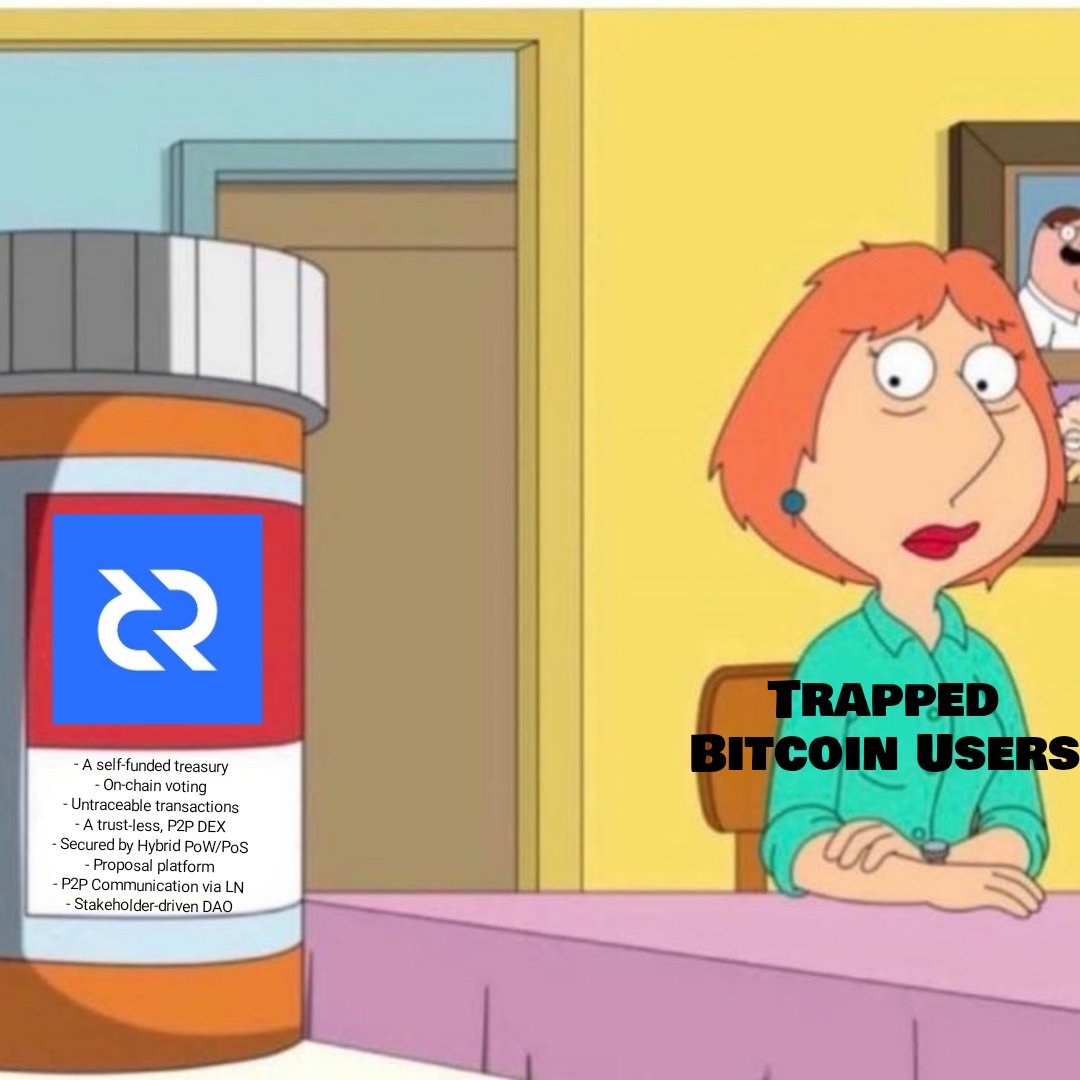 - A self-funded treasury
- On-chain voting
- Untraceable transactions
- A trust-less, P2P DEX
- Secured by Hybrid PoW/PoS
- Proposal platform
- P2P Communication via LN
- Stakeholder-driven DAO
Trapped
Bitcoin Users